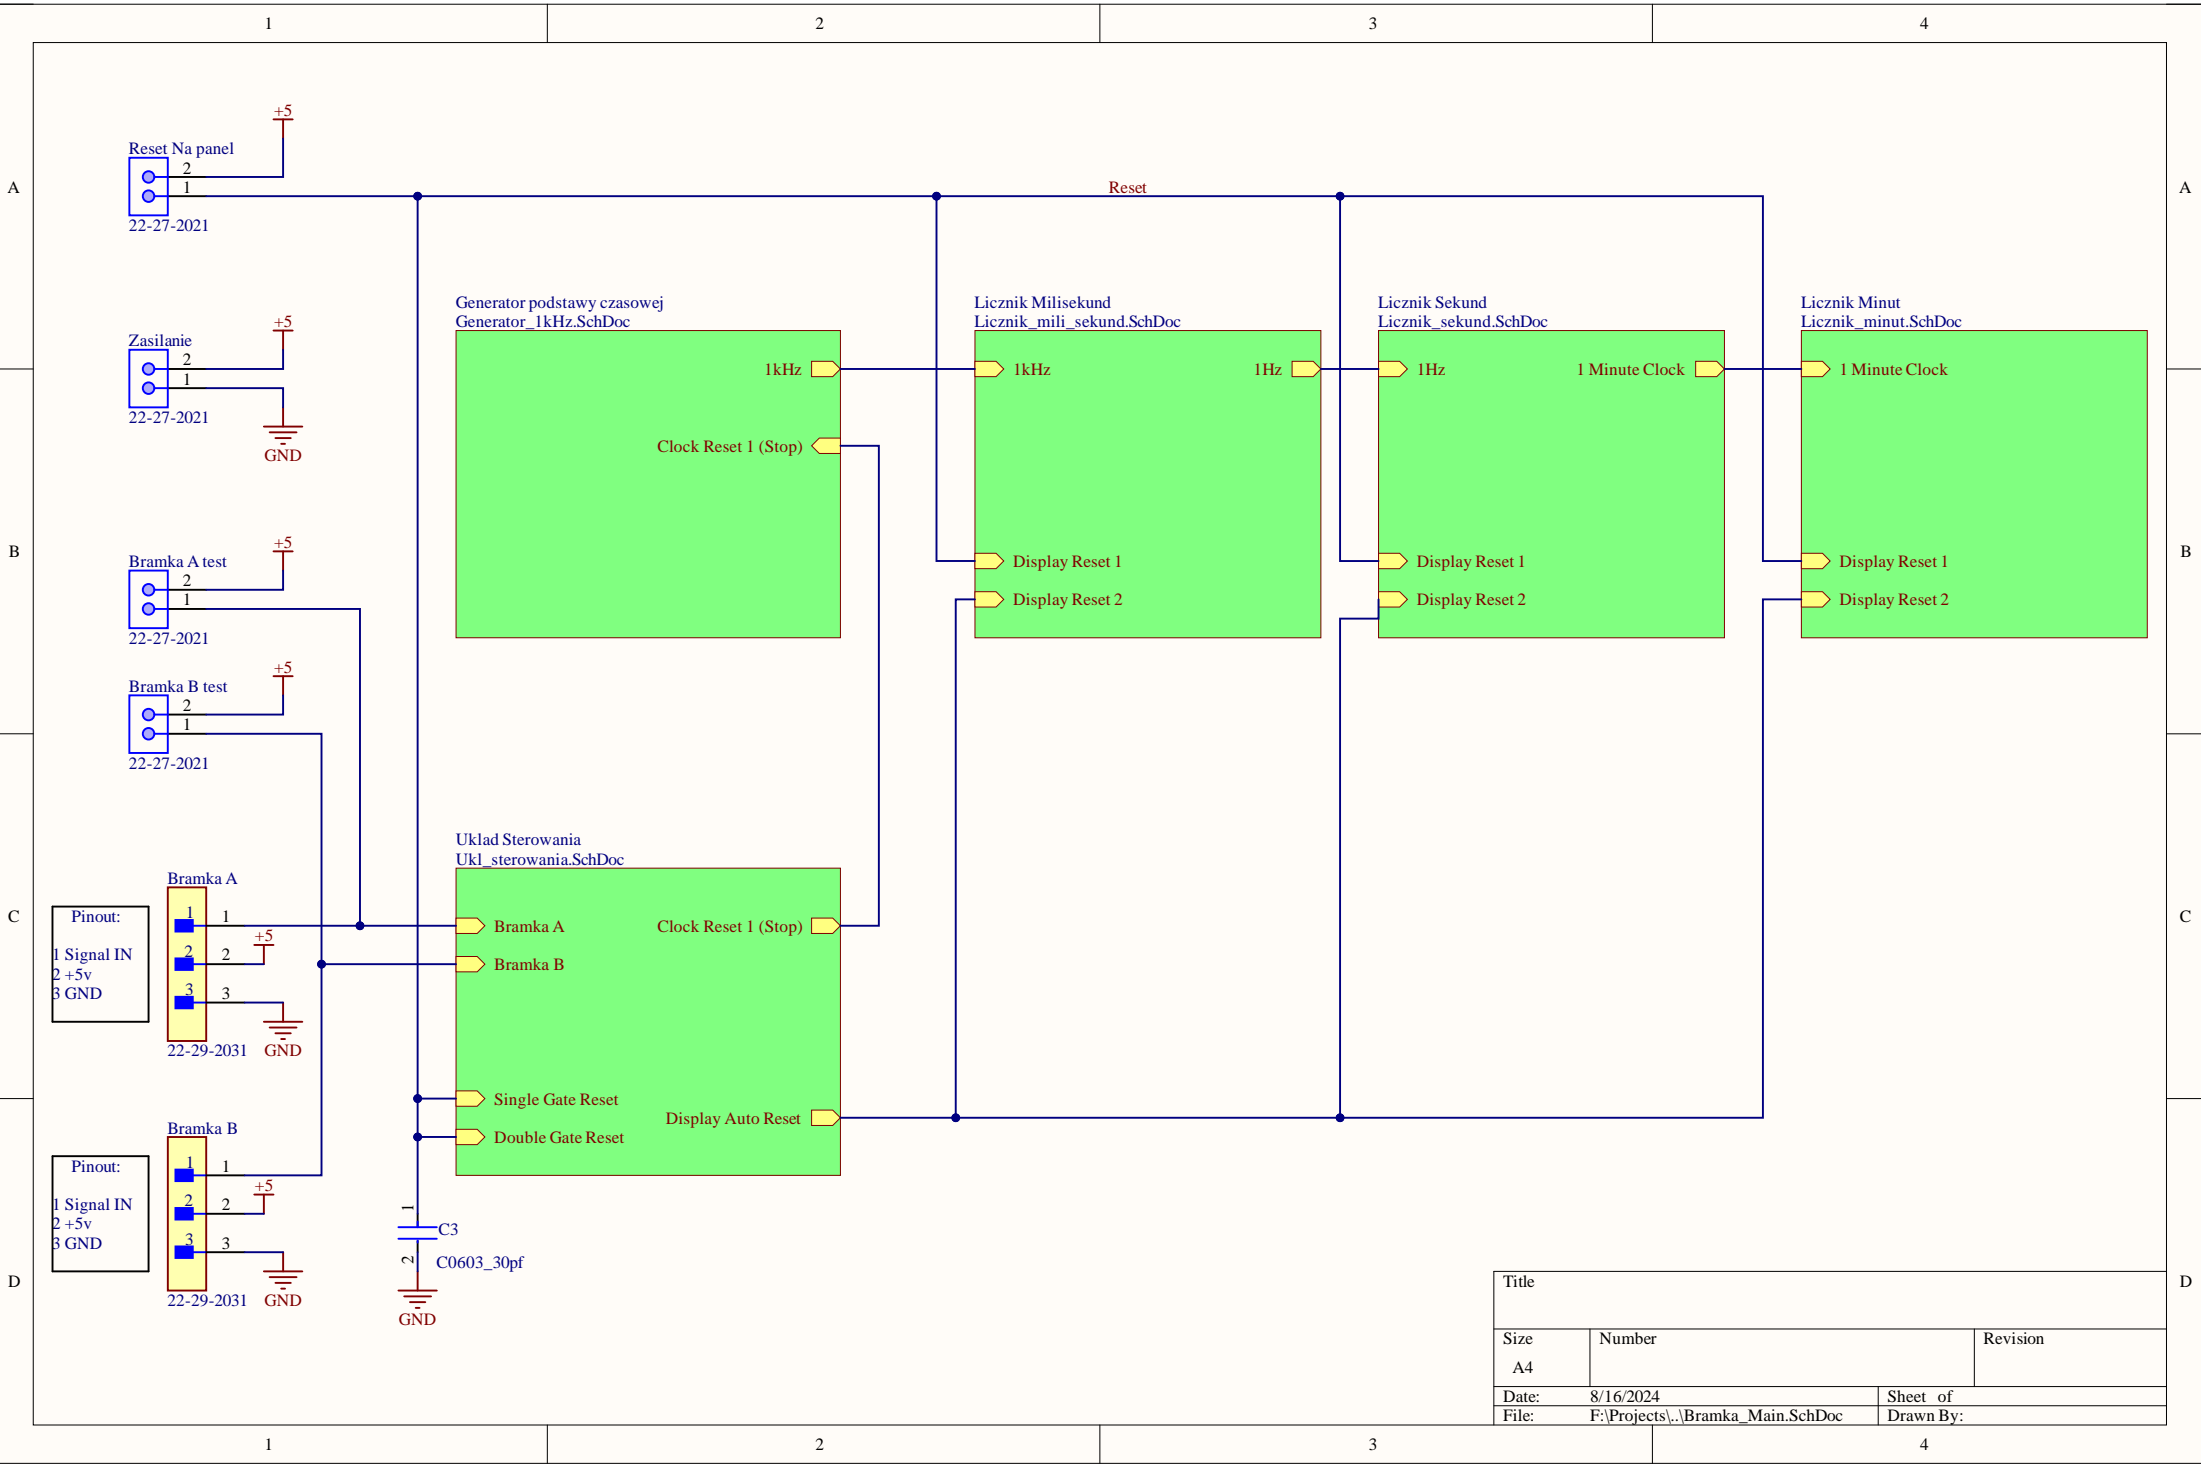 1 2 3 4
+5
Reset Na panel
2
1
A Reset A
22-27-2021
Generator podstawy czasowej
Generator_1kHz.SchDoc
Licznik Milisekund
Licznik_mili_sekund.SchDoc
Licznik Sekund
Licznik_sekund.SchDoc
Licznik Minut
Licznik_minut.SchDoc
+5
Zasilanie
2
1
22-27-2021
GND
1kHz 1kHz 1Hz 1Hz 1 Minute Clock 1 Minute Clock
Clock Reset 1 (Stop)
B B
+5
Bramka A test
2
1
22-27-2021
Display Reset 1 Display Reset 1 Display Reset 1
Display Reset 2 Display Reset 2 Display Reset 2
+5
Bramka B test
2
1
22-27-2021
Uklad Sterowania
Ukl_sterowania.SchDoc
Bramka A
C C
Pinout:
1 Signal IN
2 +5v
3 GND
1 1
+5
2 2
3 3
22-29-2031 GND
Bramka A Clock Reset 1 (Stop)
Bramka B
Single Gate Reset
Display Auto Reset
Double Gate Reset
Bramka B
Pinout:
1 Signal IN
2 +5v
3 GND
1 1
+5
2 2
3 3
22-29-2031 GND
1
C3
2
C0603_30pf
GND
D D
Title
Size Number Revision
A4
Date: 8/16/2024 Sheet of
File: F:\Projects\..\Bramka_Main.SchDoc Drawn By:
1 2 3 4